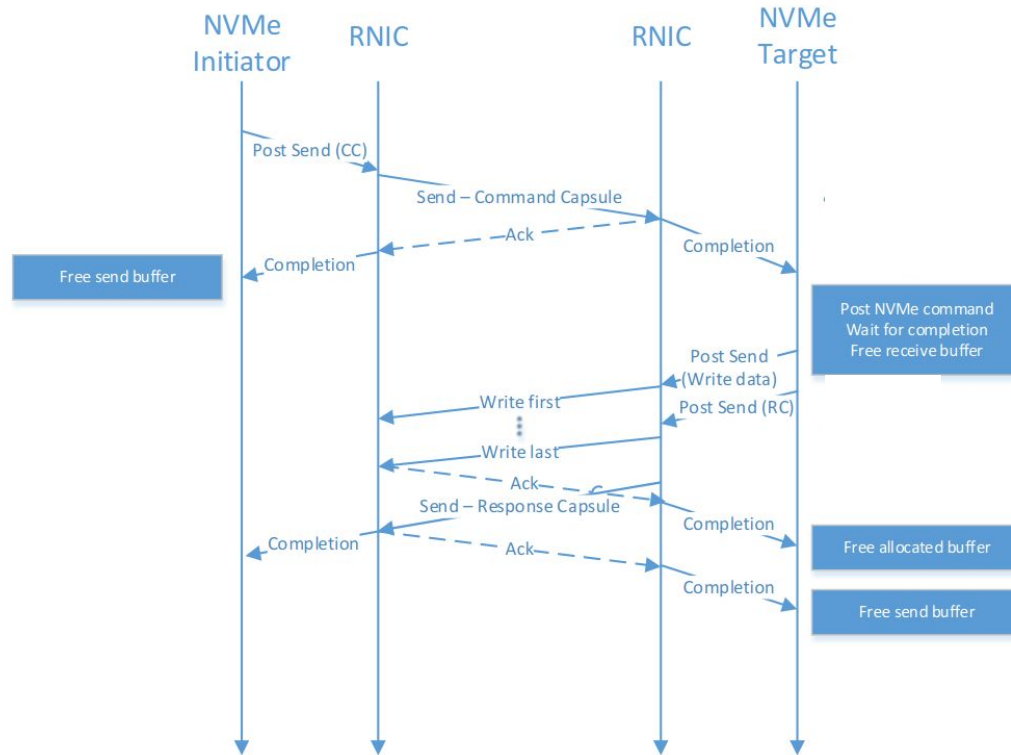 NVMe
Initiator
RNIC
RNIC
NVMe
Target
Post Send (CC)
Send – Command Capsule
Ack
Completion
Completion
Free send buffer
Post NVMe command
Wait for completion
Free receive buffer
Post Send
(Write data)
Write first
Post Send (RC)
Write last
Ack
Send – Response Capsule
Completion
Completion
Free allocated buffer
Ack
Completion
Free send buffer